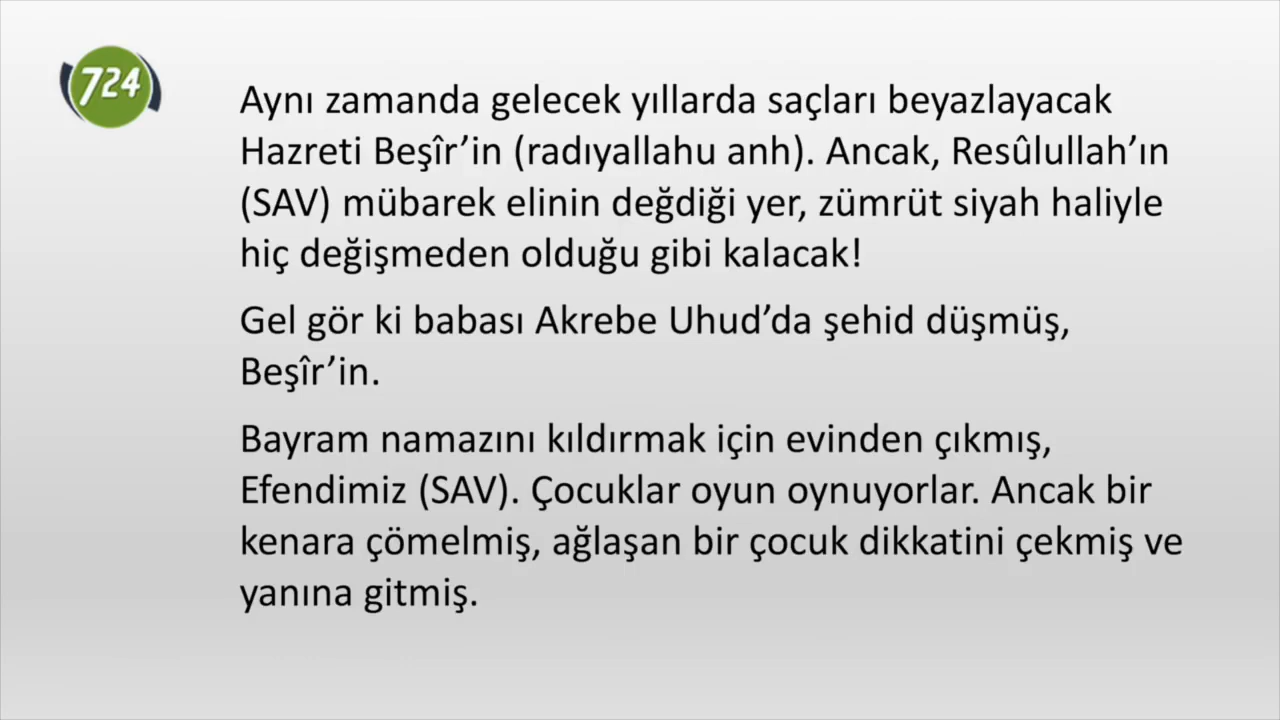 724
Aynı zamanda gelecek yıllarda saçları beyazlayacak
Hazreti Beşîr’in (radıyallahu anh). Ancak, Resûlullah’ın
(SAV) mübarek elinin değdiği yer, zümrüt siyah haliyle
hiç değişmeden olduğu gibi kalacak!
Gel gör ki babası Akrebe Uhud’da şehid düşmüş,
Beşîr’in.
Bayram namazını kıldırmak için evinden çıkmış,
Efendimiz (SAV). Çocuklar oyun oynuyorlar. Ancak bir
kenara çömelmiş, ağlaşan bir çocuk dikkatini çekmiş ve
yanına gitmiş.